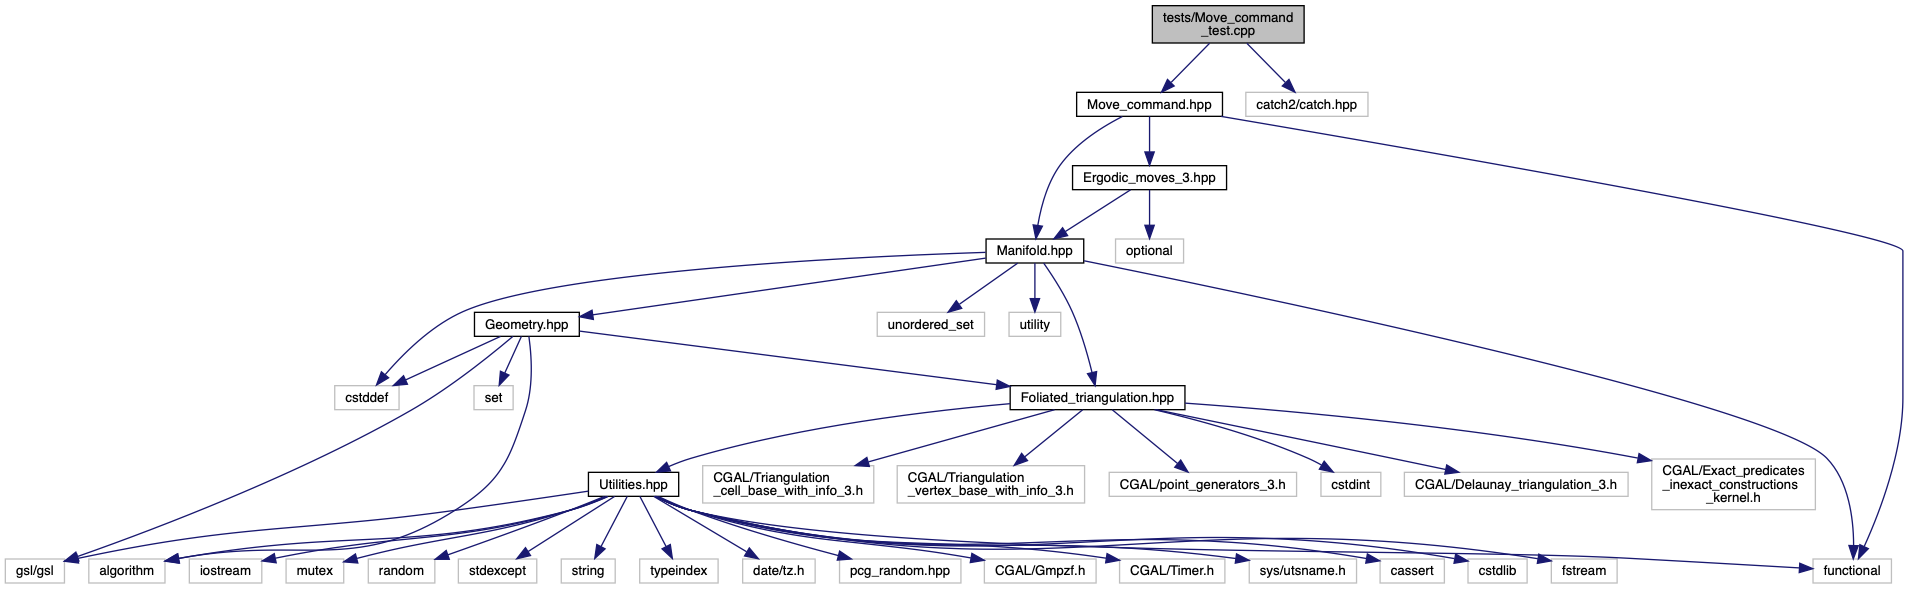 tests/Move_command
_test.cpp
Move_command.hpp
catch2/catch.hpp
Ergodic_moves_3.hpp
Manifold.hpp
optional
Geometry.hpp
unordered_set
utility
cstddef
set
Foliated_triangulation.hpp
Utilities.hpp
CGAL/Triangulation
_cell_base_with_info_3.h
CGAL/Triangulation
_vertex_base_with_info_3.h
CGAL/point_generators_3.h
cstdint
CGAL/Delaunay_triangulation_3.h
CGAL/Exact_predicates
_inexact_constructions
_kernel.h
gsl/gsl
algorithm
iostream
mutex
random
stdexcept
string
typeindex
date/tz.h
pcg_random.hpp
CGAL/Gmpzf.h
CGAL/Timer.h
sys/utsname.h
cassert
cstdlib
fstream
functional